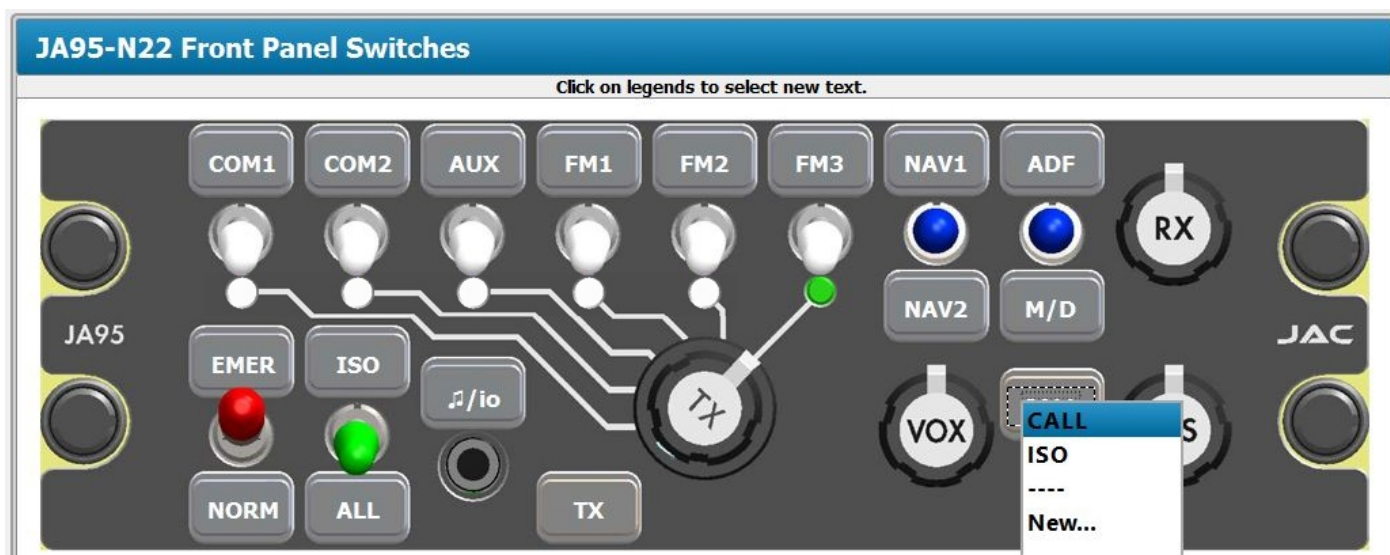 JA95-N22 Front Panel Switches
Click on legends to select new text.
COM1 COM2 AUX FM1 FM2 FM3 NAV1 ADF
RX
NAV2 M/D
JA95
JAC
EMER ISO
♫/io
TX
VOX
CALL
ISO
----
New...
NORM ALL
TX